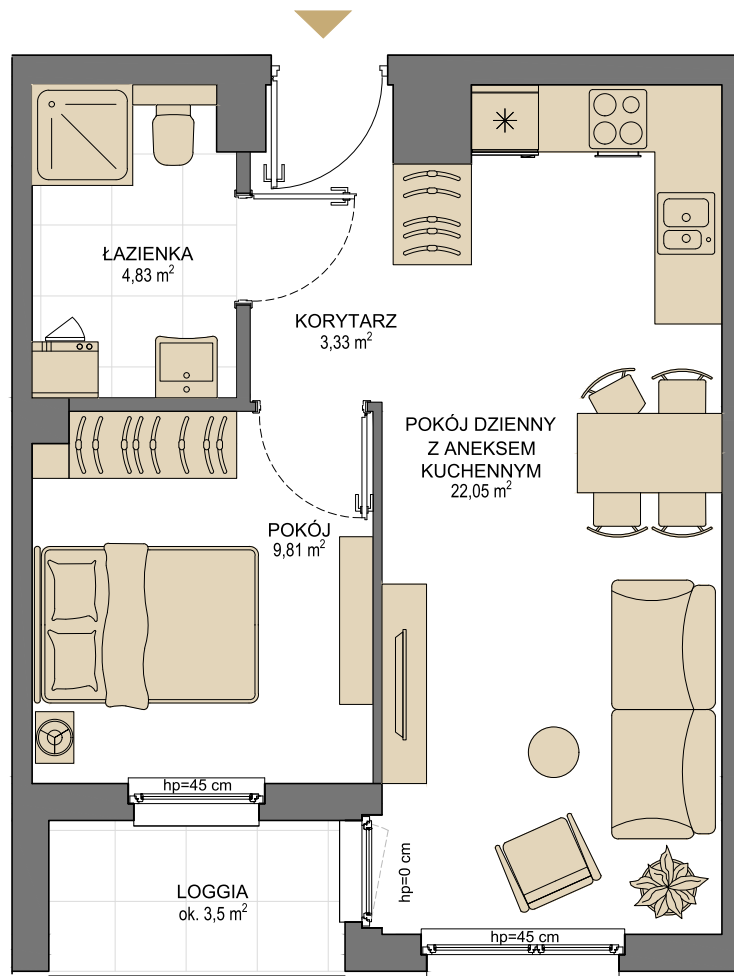 ŁAZIENKA
4,83 m²
KORYTARZ
3,33 m²
POKÓJ DZIENNY
Z ANEKSEM
KUCHENNYM
22,05 m²
POKÓJ
9,81 m²
hp=45 cm
LOGGIA
ok. 3,5 m²
hp=0 cm
hp=45 cm